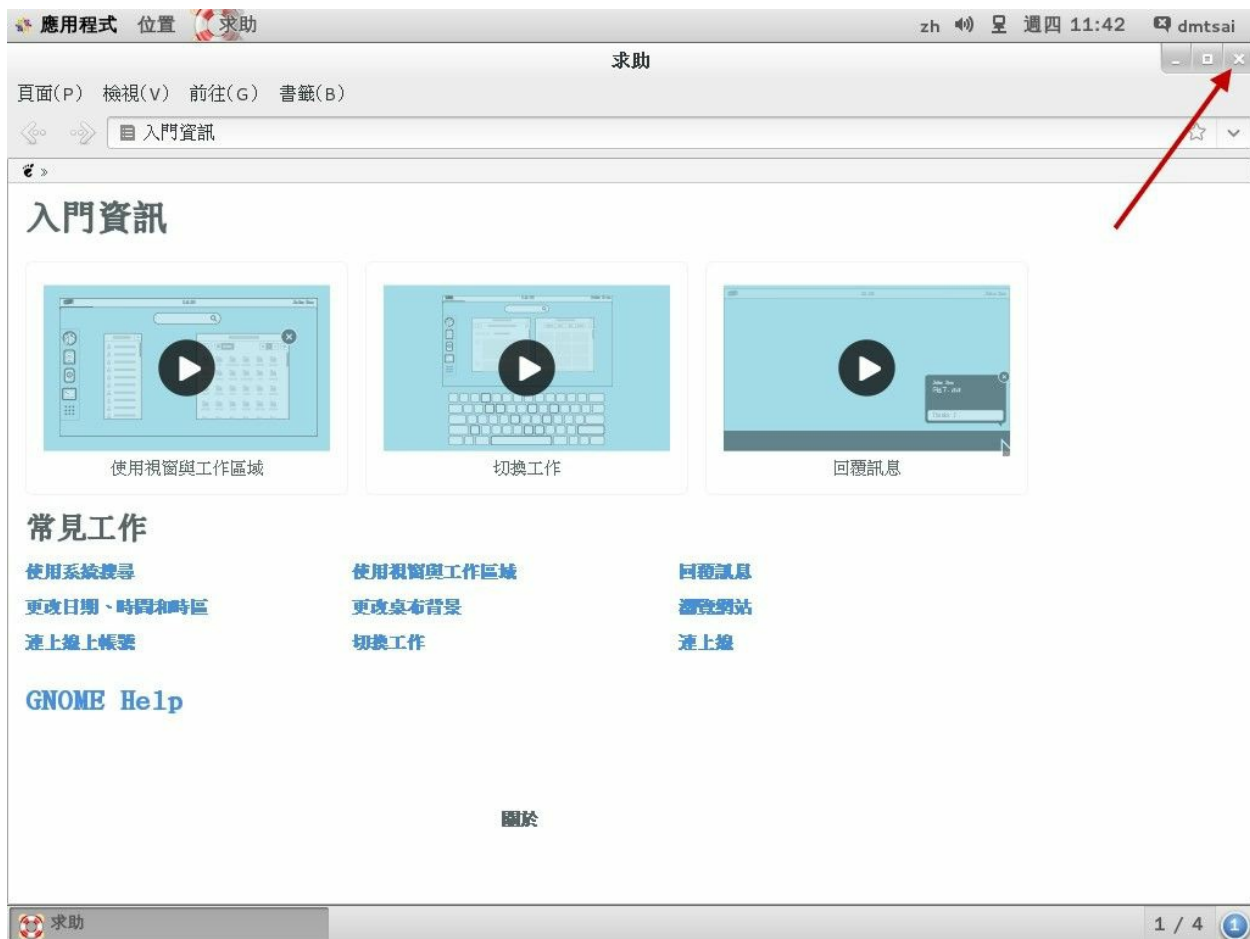 應用程式 位置 求助 zh 週四 11:42 dmtsai
求助
頁面(P) 檢視(V) 前往(G) 書籤(B)
入門資訊
»
入門資訊
使用視窗與工作區域 切換工作 回覆訊息
常見工作
使用系統搜尋 使用視窗與工作區域 回覆訊息
更改日期、時間和時區 更改桌布背景 瀏覽網站
連上線上帳號 切換工作 連上線
GNOME Help
關於
求助 1 / 4 1